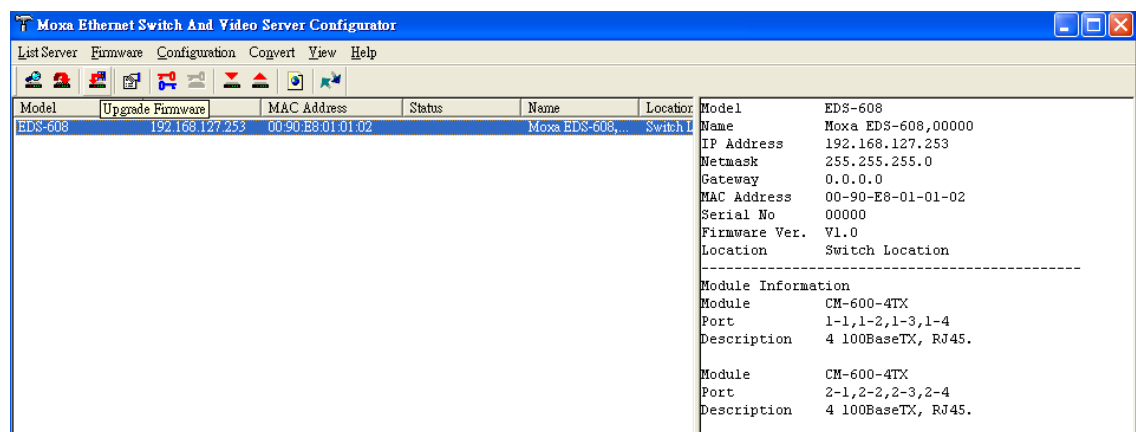 Moxa Ethernet Switch And Video Server Configurator
List Server Firmware Configuration Convert View Help
Model Upgrade Firmware MAC Address Status Name Location
EDS-608 192.168.127.253 00:90:E8:01:01:02 Moxa EDS-608,... Switch L
Model EDS-608
Name Moxa EDS-608,00000
IP Address 192.168.127.253
Netmask 255.255.255.0
Gateway 0.0.0.0
MAC Address 00-90-E8-01-01-02
Serial No 00000
Firmware Ver. V1.0
Location Switch Location
----------------------------------------------
Module Information
Module CM-600-4TX
Port 1-1,1-2,1-3,1-4
Description 4 100BaseTX, RJ45.
Module CM-600-4TX
Port 2-1,2-2,2-3,2-4
Description 4 100BaseTX, RJ45.